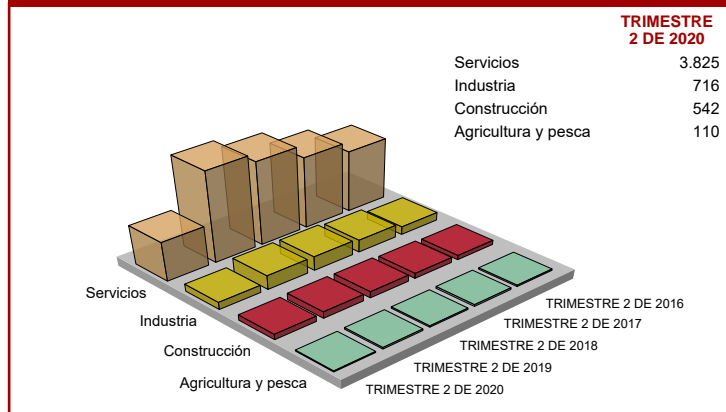 TRIMESTRE
2 DE 2020
Servicios 3.825
Industria 716
Construcción 542
Agricultura y pesca 110
Servicios
Industria
Construcción
Agricultura y pesca
TRIMESTRE 2 DE 2016
TRIMESTRE 2 DE 2017
TRIMESTRE 2 DE 2018
TRIMESTRE 2 DE 2019
TRIMESTRE 2 DE 2020